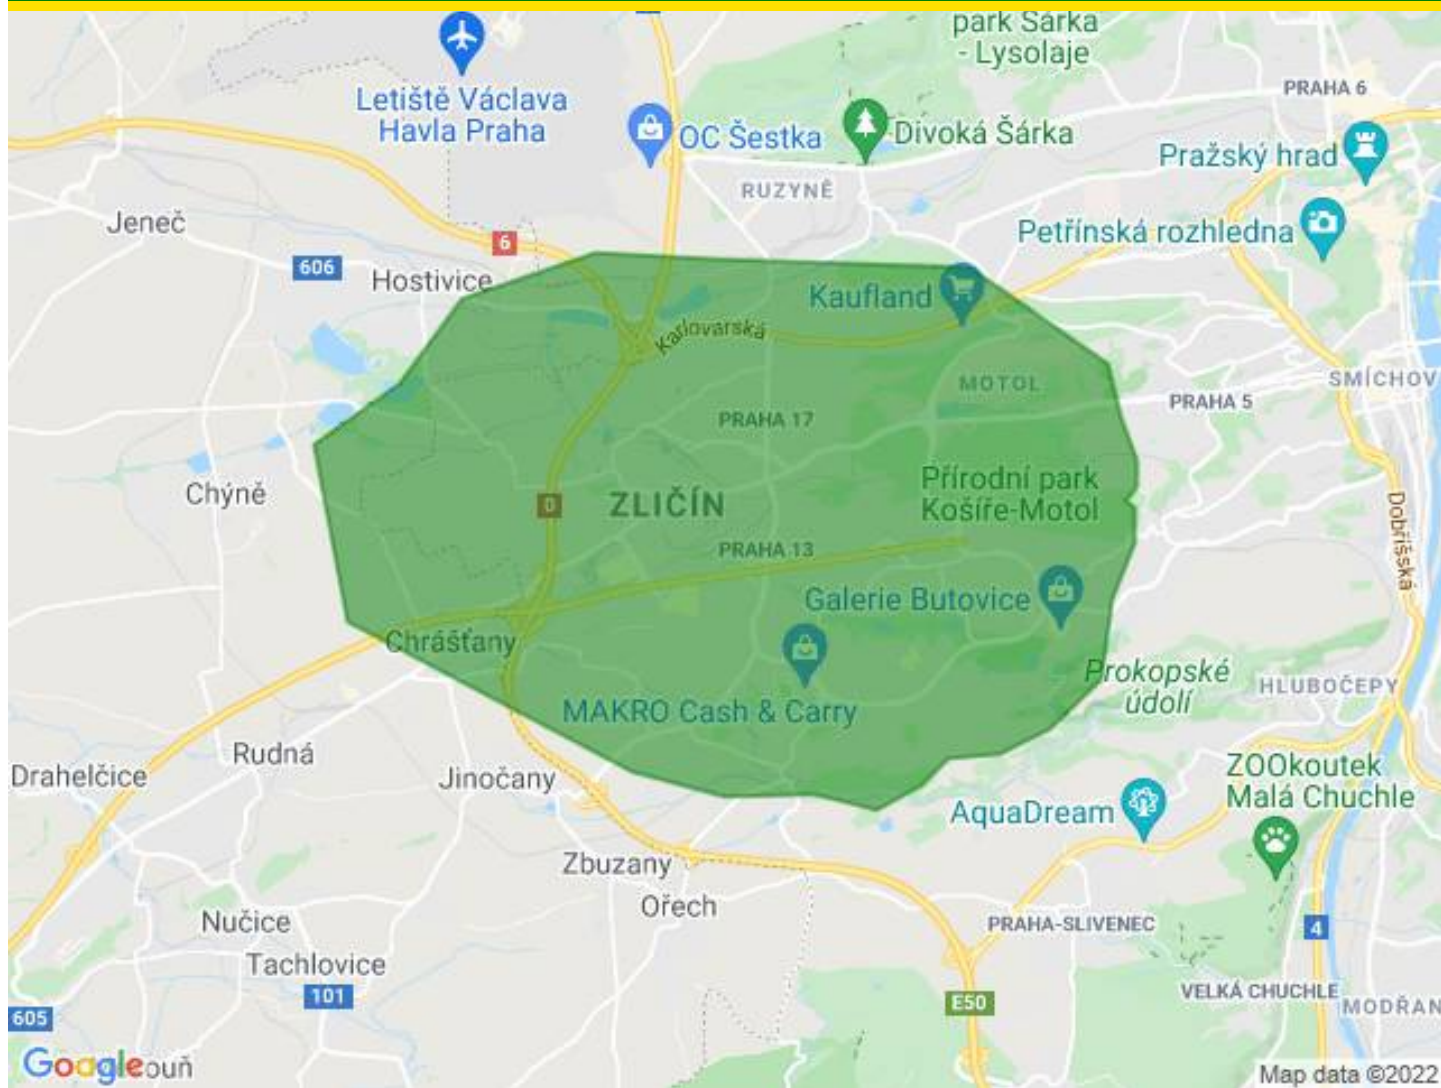 park Šárka
- Lysolaje
PRAHA 6
Letiště Václava
Havla Praha
OC Šestka
Divoká Šárka
Pražský hrad
RUZYNĚ
Jeneč
Petřínská rozhledna
6
606
Hostivice
Kaufland
Karlovarská
MOTOL
SMÍCHOV
PRAHA 5
PRAHA 17
Přírodní park
Košíře-Motol
Chýně
0
ZLIČÍN
Dobříšská
PRAHA 13
Galerie Butovice
Chrášťany
Prokopské
údolí
HLUBOČEPY
MAKRO Cash & Carry
Rudná
Drahelčice
Jinočany
ZOOkoutek
Malá Chuchle
AquaDream
Zbuzany
Ořech
Nučice
PRAHA-SLIVENEC
4
Tachlovice
101
E50
VELKÁ CHUCHLE
MODŘAN
605
Google
ouň
Map data ©2022